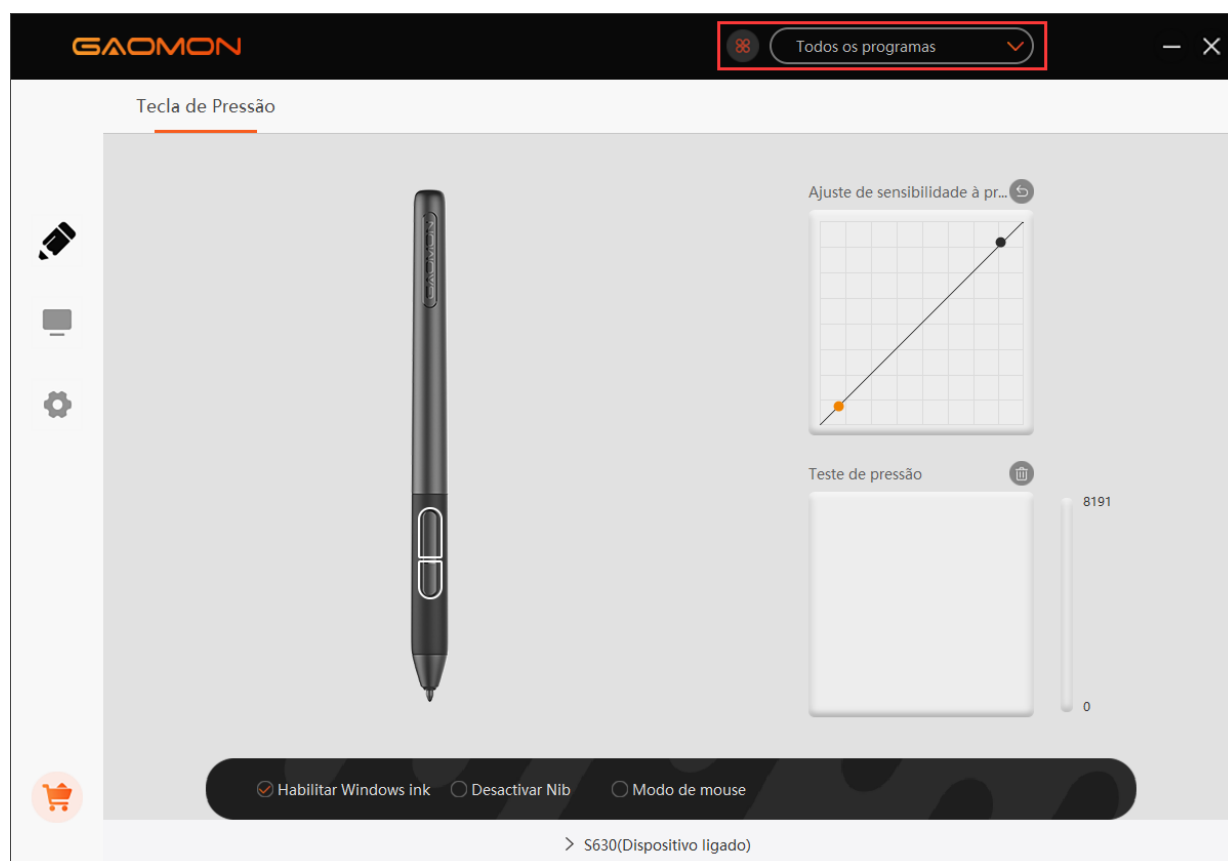 GAOMON
Todos os programas
Tecla de Pressão
Ajuste de sensibilidade à pr...
GAOMON
Teste de pressão
8191
0
Habilitar Windows ink
Desactivar Nib
Modo de mouse
S630(Dispositivo ligado)